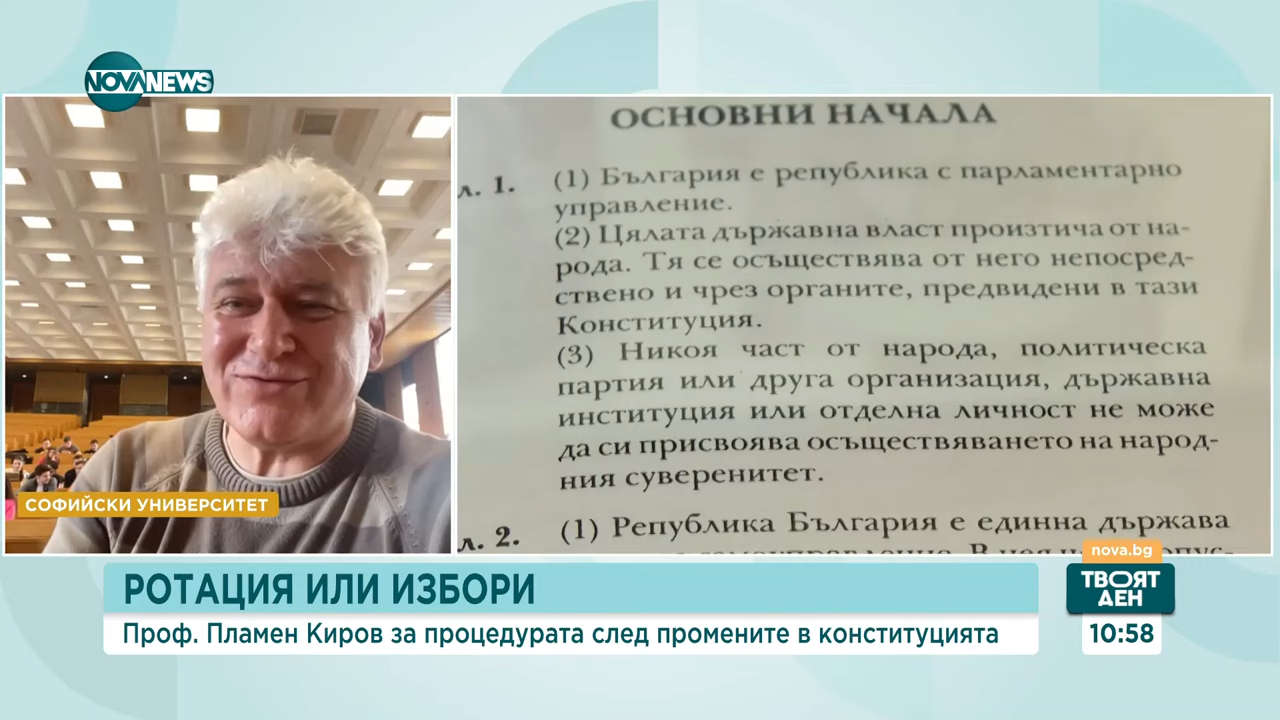 NOVANEWS
ОСНОВНИ НАЧАЛА
л. 1. (1) България е република с парламентарно
управление.
(2) Цялата държавна власт произтича от на-
рода. Тя се осъществява от него непосред-
ствено и чрез органите, предвидени в тази
Конституция.
(3) Никоя част от народа, политическа
партия или друга организация, държавна
институция или отделна личност не може
да си присвоява осъществяването на народ-
ния суверенитет.
л. 2. (1) Република България е единна държава
СОФИЙСКИ УНИВЕРСИТЕТ
nova.bg
РОТАЦИЯ ИЛИ ИЗБОРИ
ТВОЯТ
ДЕН
Проф. Пламен Киров за процедурата след промените в конституцията
10:58